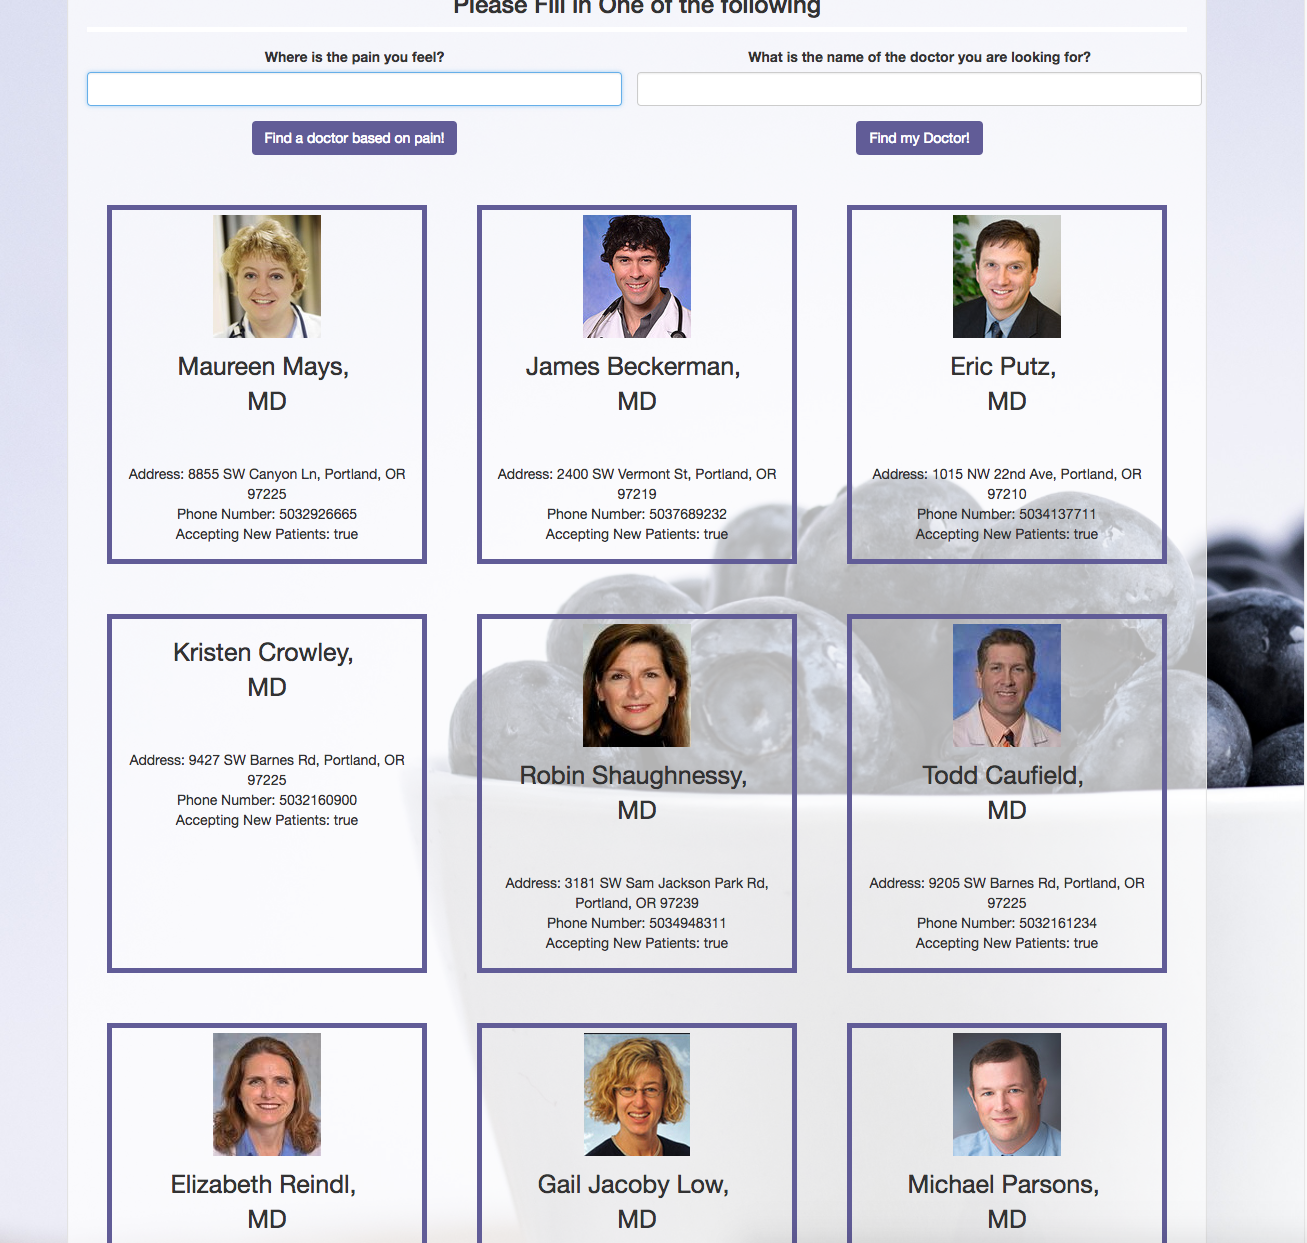 Please Fill in One of the following
Where is the pain you feel?
What is the name of the doctor you are looking for?
Find a doctor based on pain!
Find my Doctor!
Maureen Mays,
MD
Address: 8855 SW Canyon Ln, Portland, OR
97225
Phone Number: 5032926665
Accepting New Patients: true
James Beckerman,
MD
Address: 2400 SW Vermont St, Portland, OR
97219
Phone Number: 5037689232
Accepting New Patients: true
Eric Putz,
MD
Address: 1015 NW 22nd Ave, Portland, OR
97210
Phone Number: 5034137711
Accepting New Patients: true
Kristen Crowley,
MD
Address: 9427 SW Barnes Rd, Portland, OR
97225
Phone Number: 5032160900
Accepting New Patients: true
Robin Shaughnessy,
MD
Address: 3181 SW Sam Jackson Park Rd,
Portland, OR 97239
Phone Number: 5034948311
Accepting New Patients: true
Todd Caufield,
MD
Address: 9205 SW Barnes Rd, Portland, OR
97225
Phone Number: 5032161234
Accepting New Patients: true
Elizabeth Reindl,
MD
Gail Jacoby Low,
MD
Michael Parsons,
MD